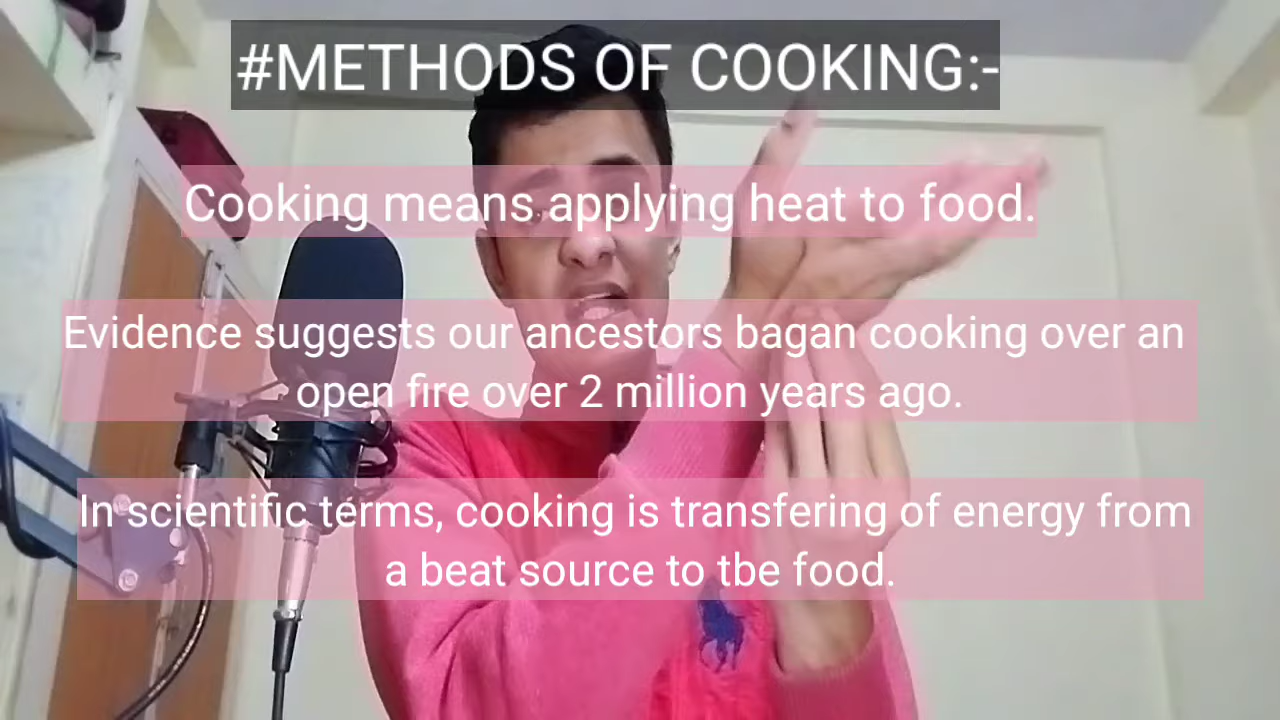 #METHODS OF COOKING:-
Cooking means applying heat to food.
Evidence suggests our ancestors bagan cooking over an
open fire over 2 million years ago.
In scientific terms, cooking is transfering of energy from
a beat source to tbe food.